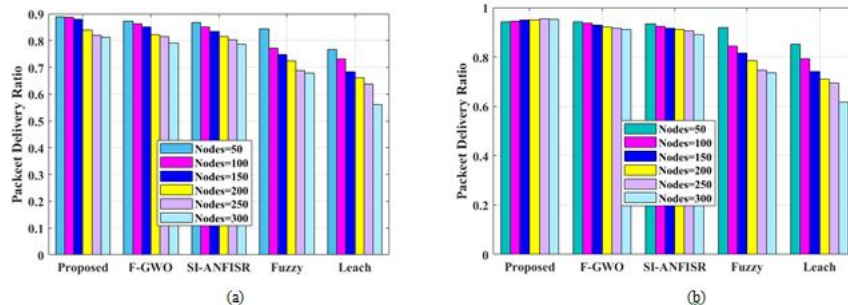 Packeet Delivery Ratio
0.9
0.8
0.7
0.6
0.5
0.4
0.3
0.2
0.1
0
Nodes=50
Nodes=100
Nodes=150
Nodes=200
Nodes=250
Nodes=300
Proposed F-GWO SI-ANFISR Fuzzy Leach
(a)
Packeet Delivery Ratio
1
0.8
0.6
0.4
0.2
0
Nodes=50
Nodes=100
Nodes=150
Nodes=200
Nodes=250
Nodes=300
Proposed F-GWO SI-ANFISR Fuzzy Leach
(b)